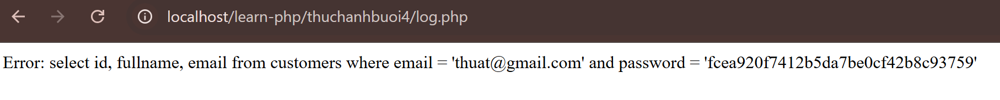 localhost/learn-php/thuchanhbuoi4/log.php
Error: select id, fullname, email from customers where email = 'thuat@gmail.com' and password = 'fcea920f7412b5da7be0cf42b8c93759'